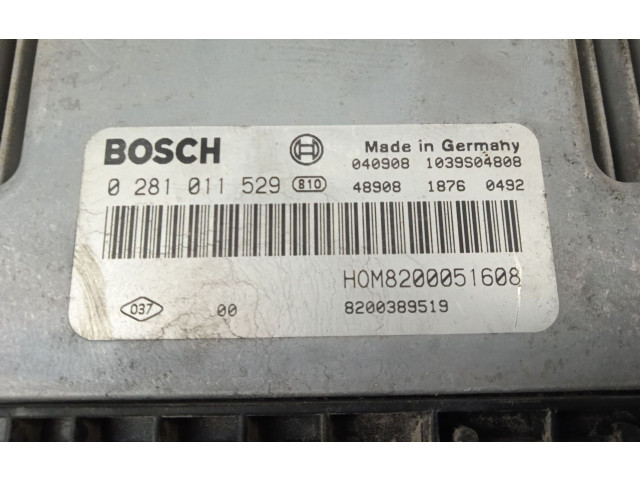 BOSCH Made in Germany
040908 1039S04808
0 281 011 529 810 48908 1876 0492
HOM8200051608
037 00 8200389519